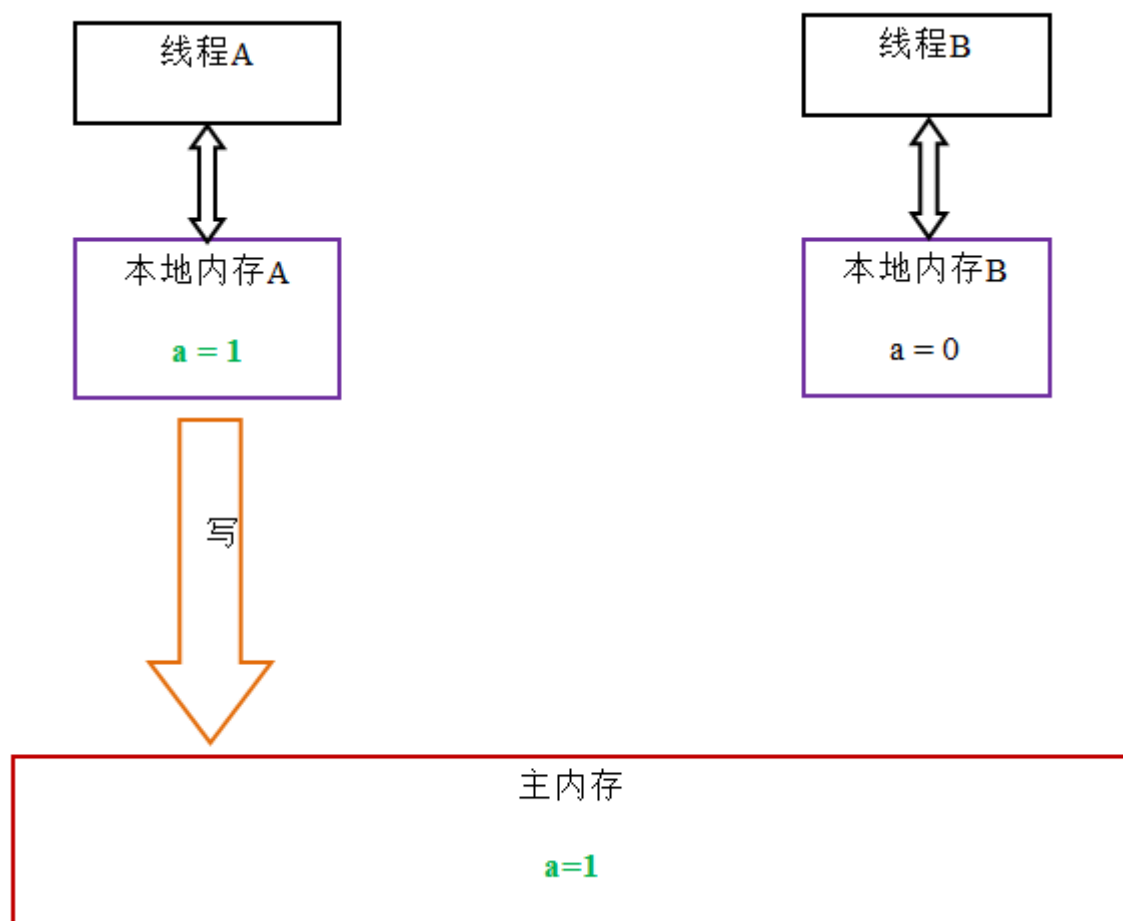 线程A
线程B
本地内存A
a = 1
本地内存B
a = 0
写
主内存
a=1